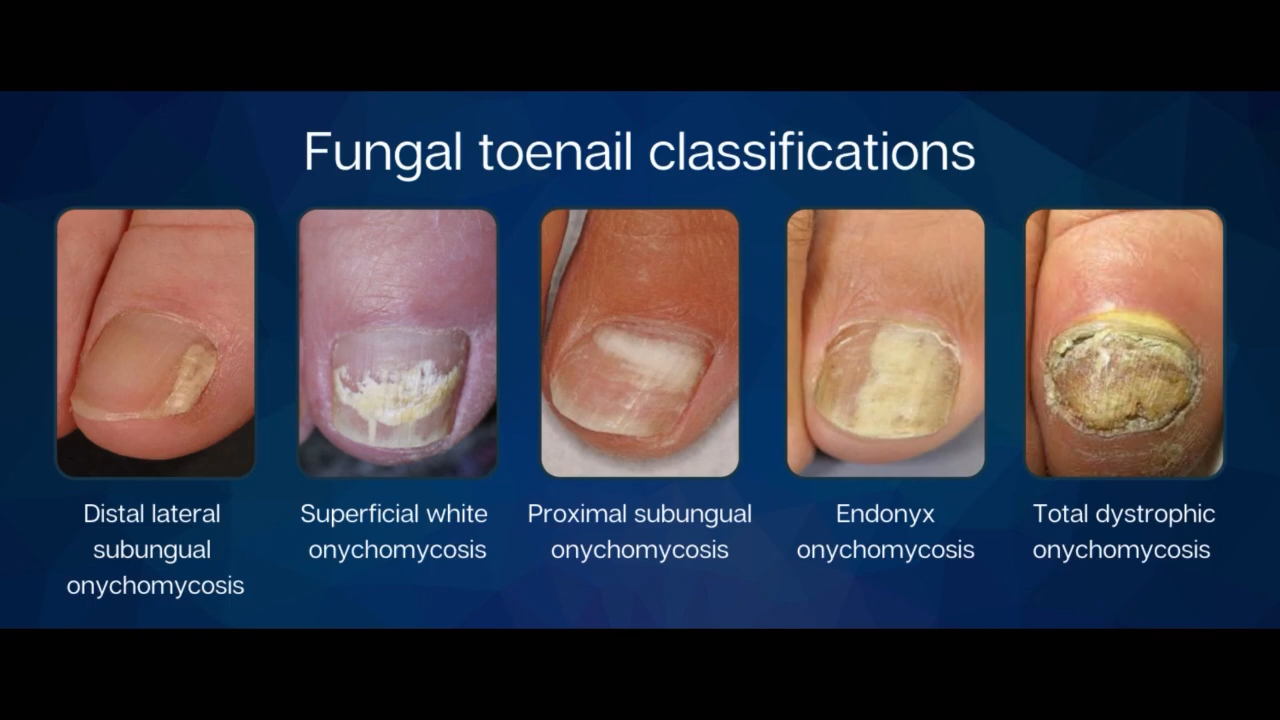 Fungal toenail classifications
Distal lateral
subungual
onychomycosis
Superficial white
onychomycosis
Proximal subungual
onychomycosis
Endonyx
onychomycosis
Total dystrophic
onychomycosis